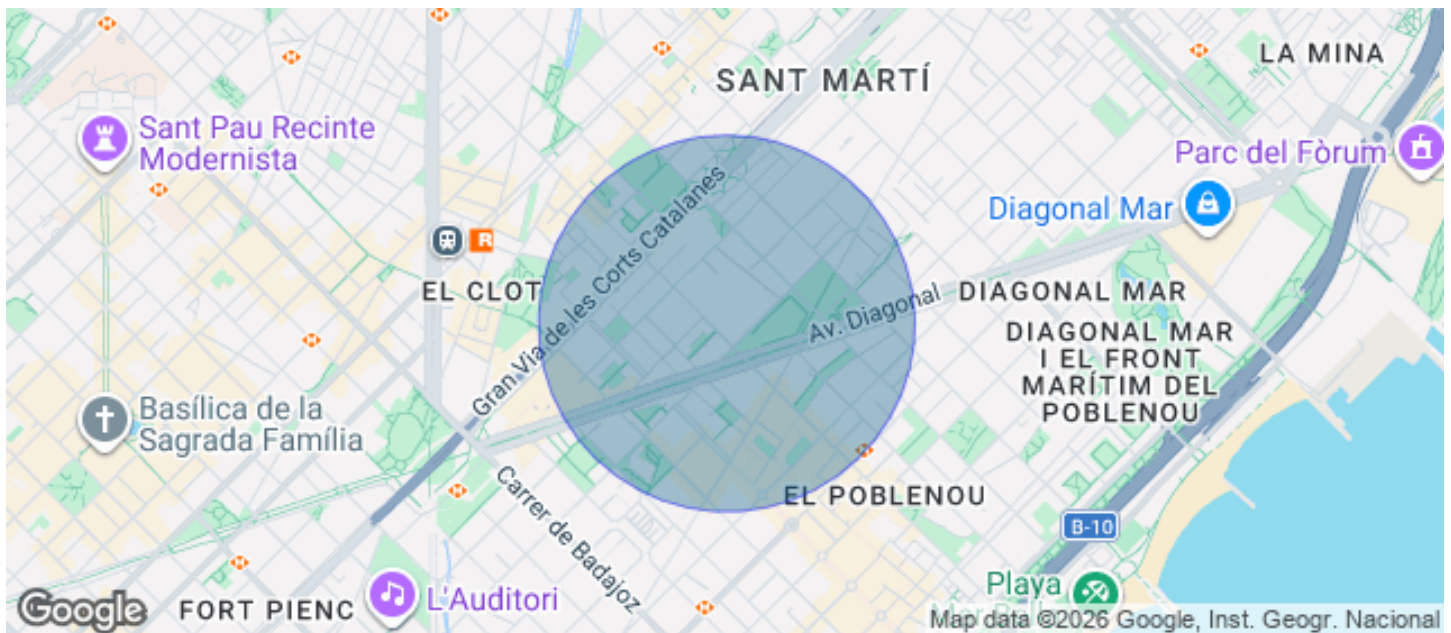 LA MINA
SANT MARTÍ
Sant Pau Recinte
Modernista
Parc del Fòrum
Diagonal Mar
R
EL CLOT
Gran Via de les Corts Catalanes
Av. Diagonal
DIAGONAL MAR
DIAGONAL MAR
I EL FRONT
MARÍTIM DEL
POBLENOU
Basílica de la
Sagrada Família
EL POBLENOU
Carrer de Badajoz
B-10
Playa
L'Auditori
FORT PIENC
Google
Map data ©2026 Google, Inst. Geogr. Nacional